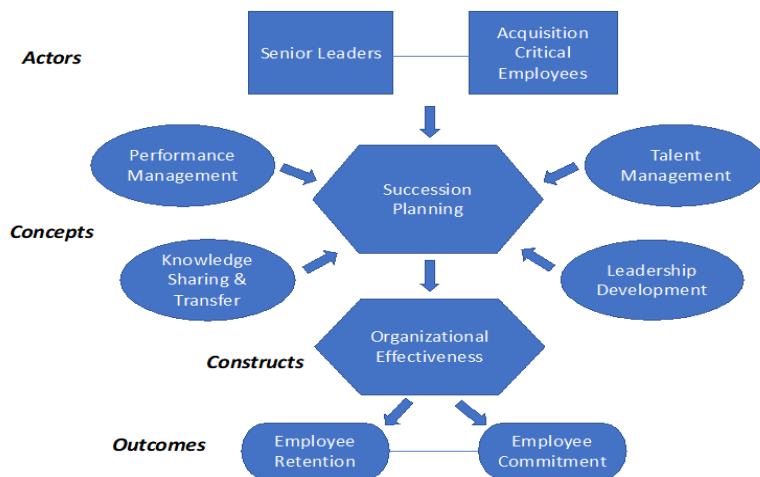 Actors
Senior Leaders
Acquisition
Critical
Employees
Performance
Management
Succession
Planning
Talent
Management
Concepts
Knowledge
Sharing &
Transfer
Leadership
Development
Constructs
Organizational
Effectiveness
Outcomes
Employee
Retention
Employee
Commitment